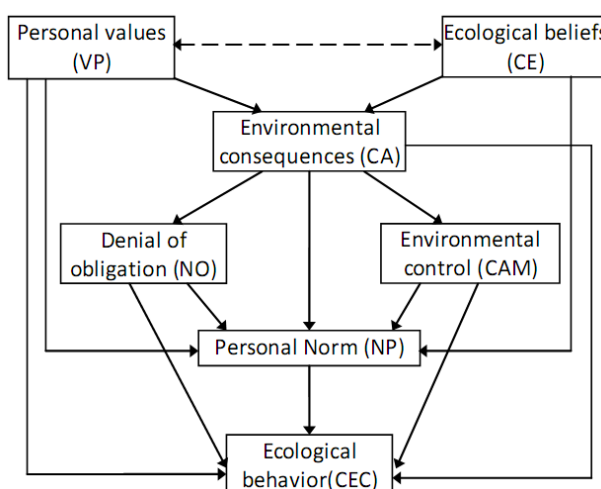 Personal values
(VP)
Ecological beliefs
(CE)
Environmental
consequences (CA)
Denial of
obligation (NO)
Environmental
control (CAM)
Personal Norm (NP)
Ecological
behavior(CEC)